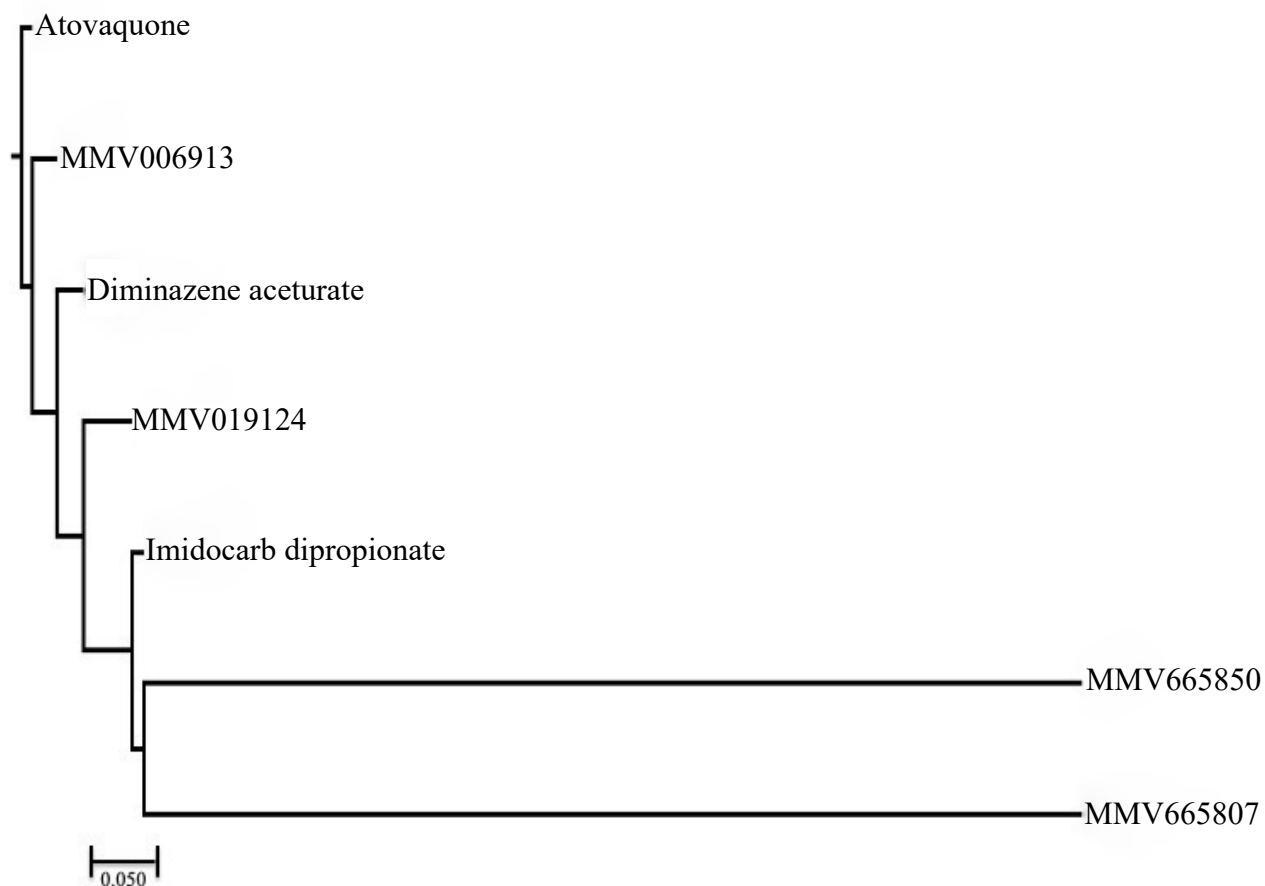 Atovaquone
MMV006913
Diminazene aceturate
MMV019124
Imidocarb dipropionate
MMV665850
MMV665807
0.050